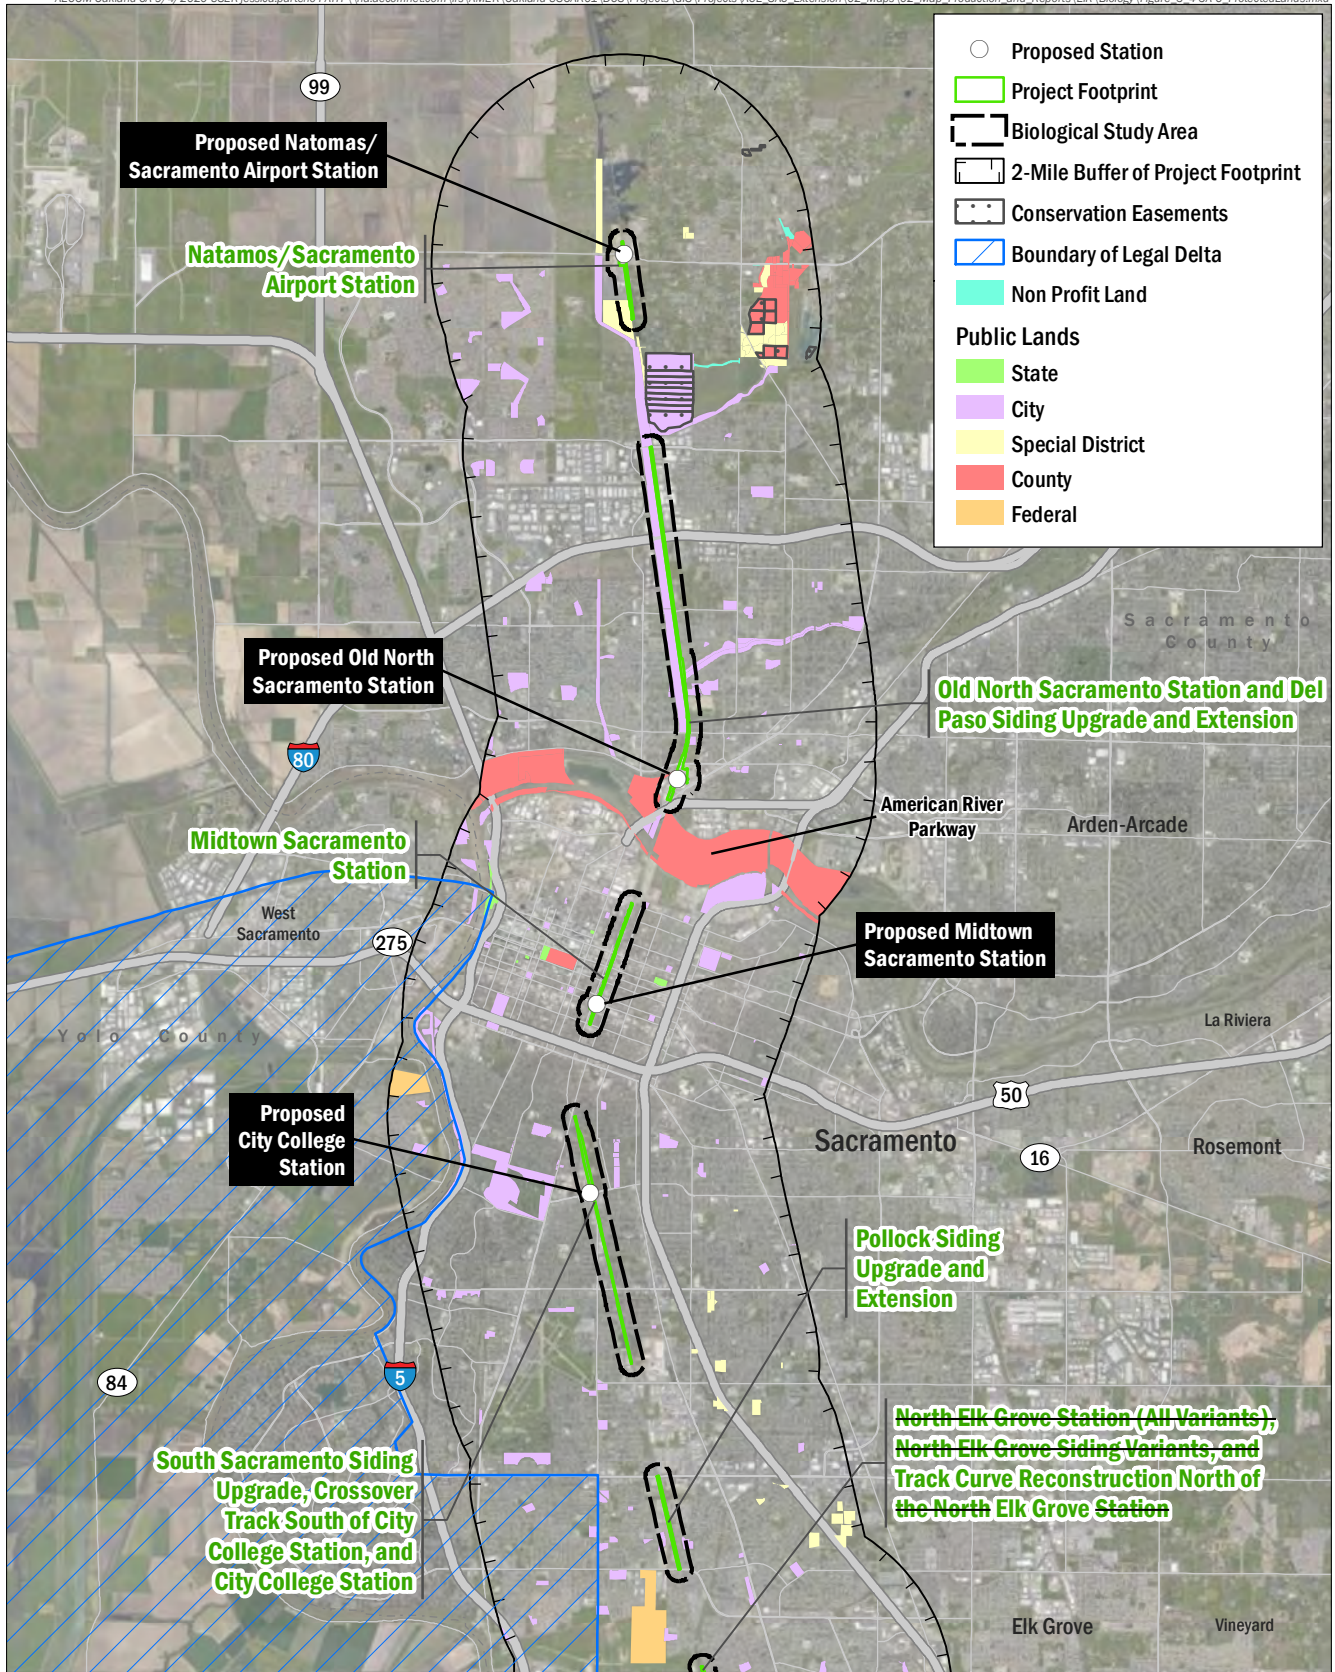 99
Proposed Natomas/
Sacramento Airport Station
Natamos/Sacramento
Airport Station
Proposed Station
Project Footprint
Biological Study Area
2-Mile Buffer of Project Footprint
Conservation Easements
Boundary of Legal Delta
Non Profit Land
Public Lands
State
City
Special District
County
Federal
Sacramento
County
Proposed Old North
Sacramento Station
Old North Sacramento Station and Del
Paso Siding Upgrade and Extension
80
American River
Parkway
Arden-Arcade
Midtown Sacramento
Station
West
Sacramento
275
Proposed Midtown
Sacramento Station
La Riviera
Yolo County
50
Proposed
City College
Station
Sacramento
16
Rosemont
Pollock Siding
Upgrade and
Extension
5
84
North Elk Grove Station (All Variants),
North Elk Grove Siding Variants, and
Track Curve Reconstruction North of
the North Elk Grove Station
South Sacramento Siding
Upgrade, Crossover
Track South of City
College Station, and
City College Station
Elk Grove
Vineyard